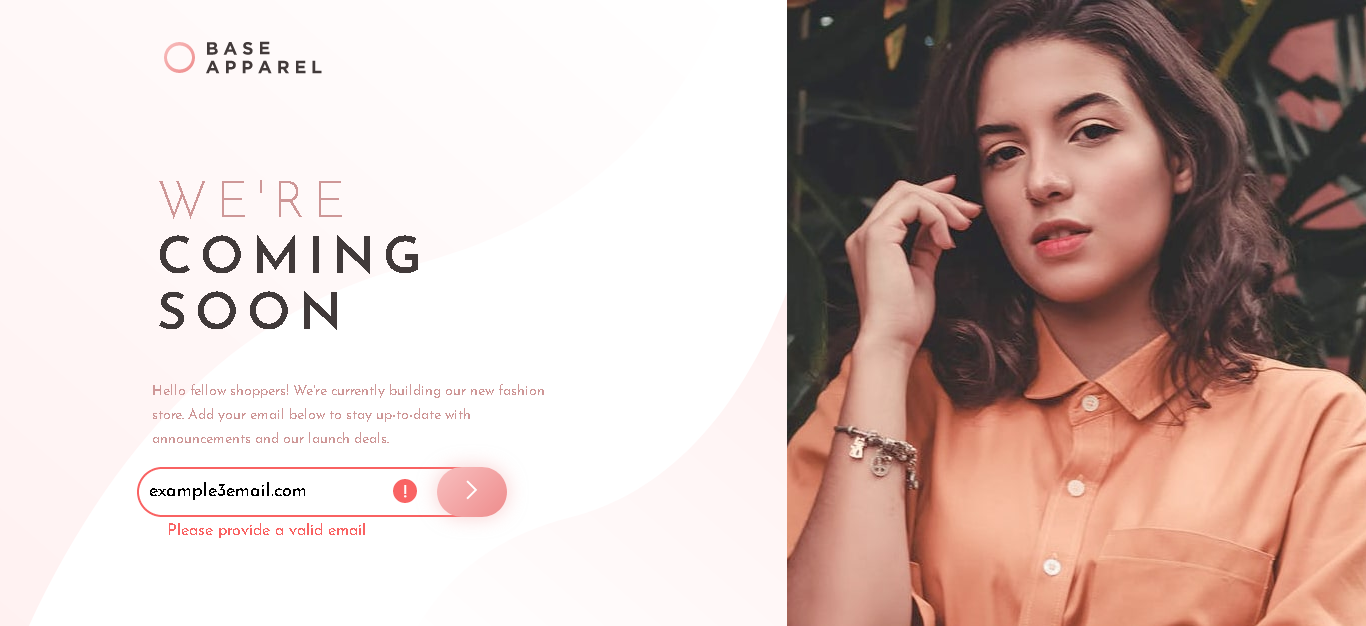 BASE
APPAREL
WE'RE
COMING
SOON
Hello fellow shoppers! We're currently building our new fashion
store. Add your email below to stay up-to-date with
announcements and our launch deals.
example3email.com
!
Please provide a valid email